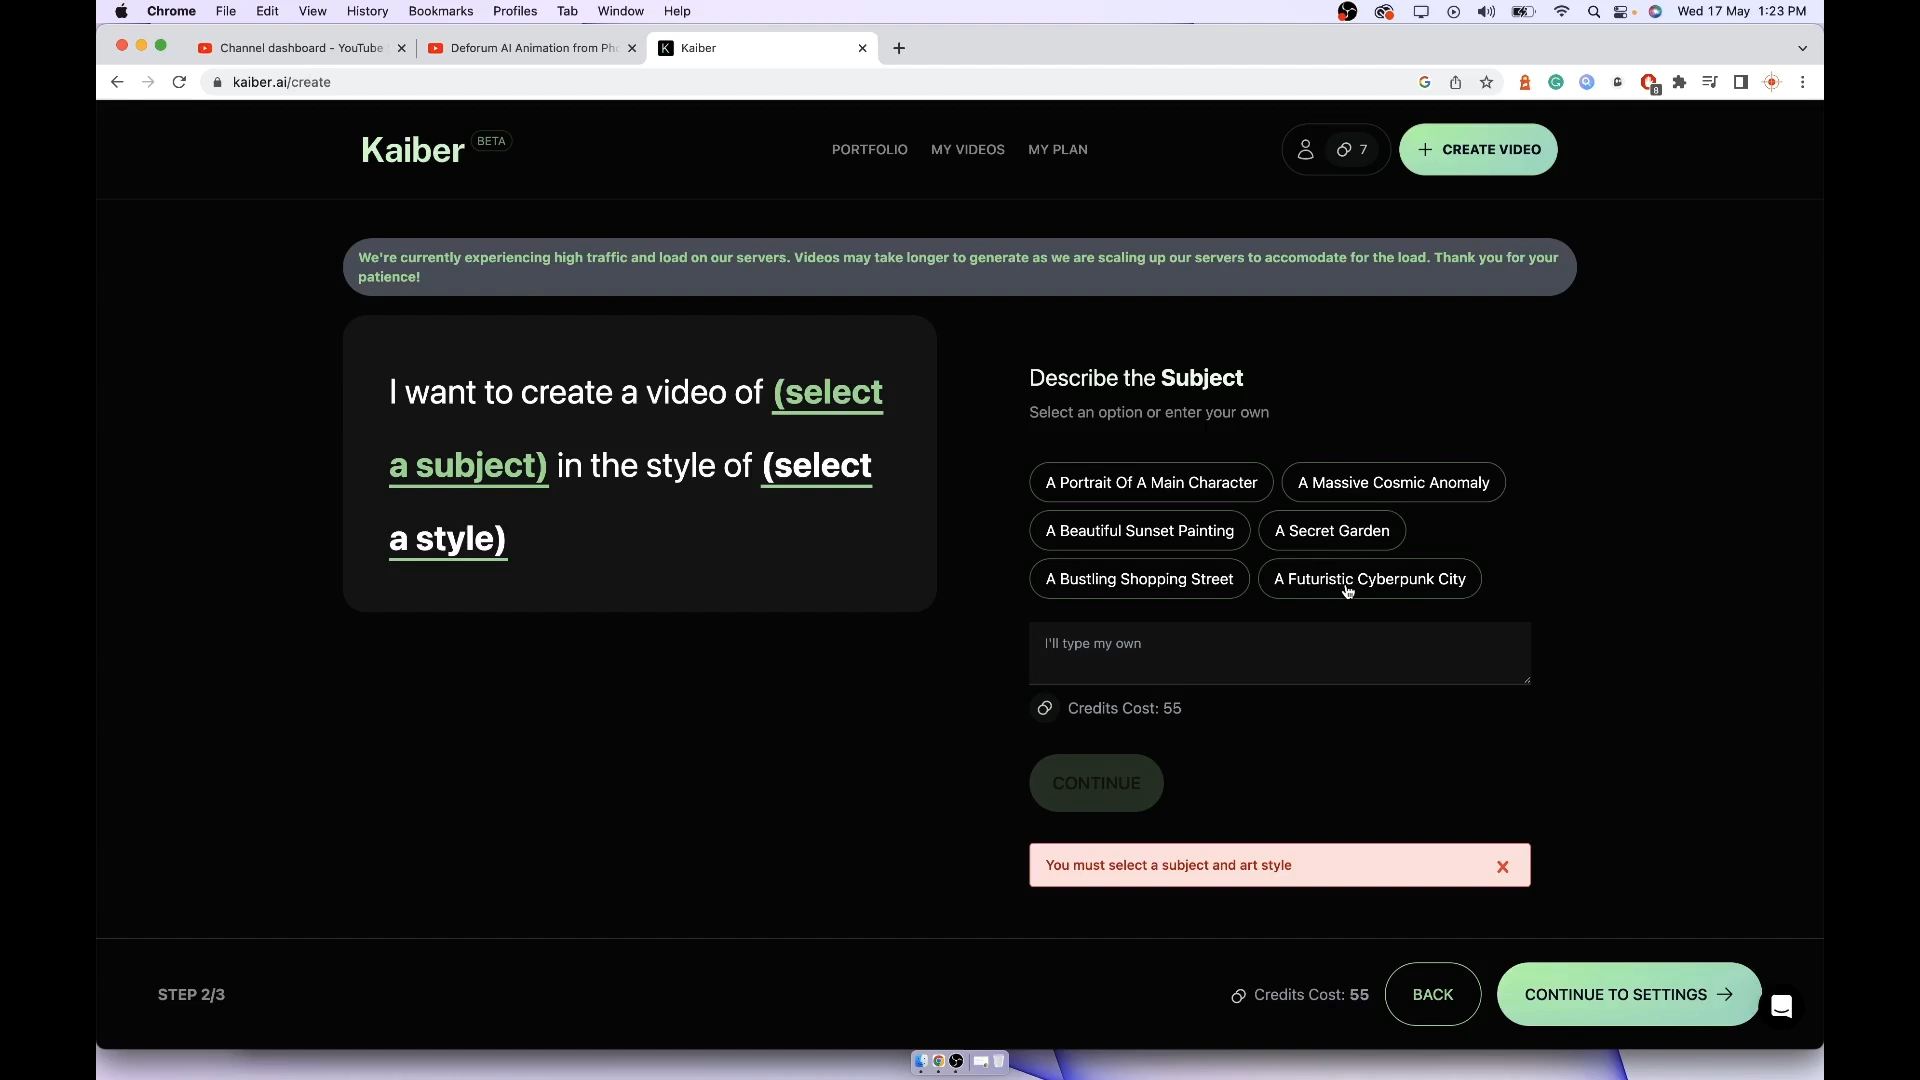 Chrome File Edit View History Bookmarks Profiles Tab Window Help Wed 17 May 1:23 PM
Channel dashboard - YouTube
Deforum AI Animation from Pho
Kaiber
kaiber.ai/create
8
Kaiber BETA
PORTFOLIO MY VIDEOS MY PLAN
7
CREATE VIDEO
We're currently experiencing high traffic and load on our servers. Videos may take longer to generate as we are scaling up our servers to accomodate for the load. Thank you for your
patience!
I want to create a video of (select
a subject) in the style of (select
a style)
Describe the Subject
Select an option or enter your own
A Portrait Of A Main Character
A Massive Cosmic Anomaly
A Beautiful Sunset Painting
A Secret Garden
A Bustling Shopping Street
A Futuristic Cyberpunk City
I'll type my own
Credits Cost: 55
CONTINUE
You must select a subject and art style
STEP 2/3
Credits Cost: 55
BACK
CONTINUE TO SETTINGS